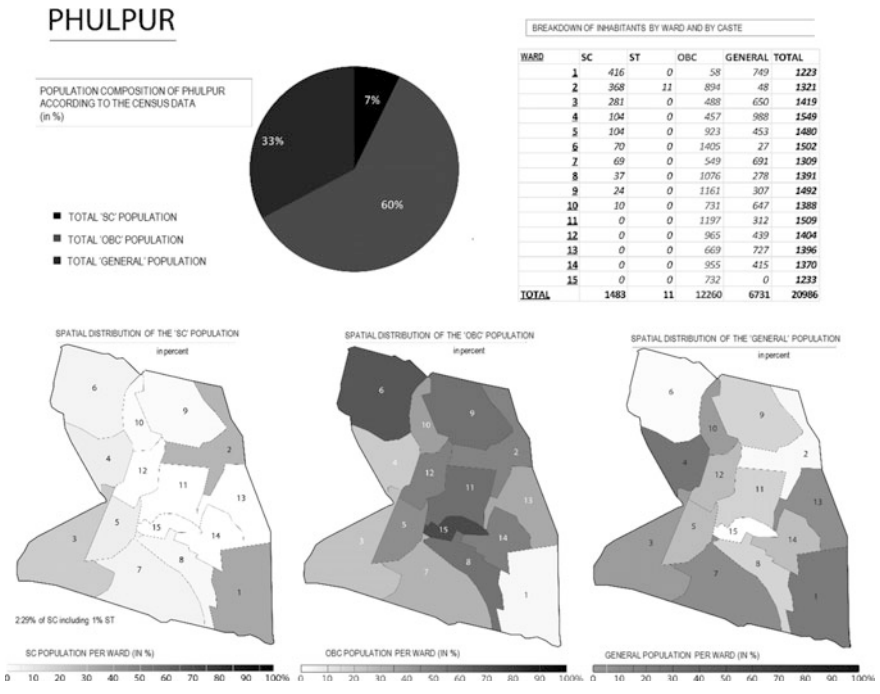 PHULPUR
POPULATION COMPOSITION OF PHULPUR
ACCORDING TO THE CENSUS DATA
(in %)
7%
33%
60%
TOTAL 'SC' POPULATION
TOTAL 'OBC' POPULATION
TOTAL 'GENERAL' POPULATION
BREAKDOWN OF INHABITANTS BY WARD AND BY CASTE
WARD SC ST OBC GENERAL TOTAL
1 416 0 58 749 1223
2 368 11 894 48 1321
3 281 0 488 650 1419
4 104 0 457 988 1549
5 104 0 923 453 1480
6 70 0 1405 27 1502
7 69 0 549 691 1309
8 37 0 1076 278 1391
9 24 0 1161 307 1492
10 10 0 731 647 1388
11 0 0 1197 312 1509
12 0 0 965 439 1404
13 0 0 669 727 1396
14 0 0 955 415 1370
15 0 0 732 0 1233
TOTAL 1483 11 12260 6731 20986
SPATIAL DISTRIBUTION OF THE 'SC' POPULATION
in percent
6
9
10
2
4
12
11
13
5
15
14
3
8
7
1
2.29% of SC including 1% ST
SC POPULATION PER WARD (IN %)
0 10 20 30 40 50 60 70 80 90 100%
SPATIAL DISTRIBUTION OF THE 'OBC' POPULATION
in percent
6
9
10
2
4
12
11
13
5
15
14
3
8
7
1
OBC POPULATION PER WARD (IN %)
0 10 20 30 40 50 60 70 80 90 100%
SPATIAL DISTRIBUTION OF THE 'GENERAL' POPULATION
in percent
6
9
10
2
4
12
11
13
5
15
14
3
8
7
1
GENERAL POPULATION PER WARD (IN %)
0 10 20 30 40 50 60 70 80 90 100%